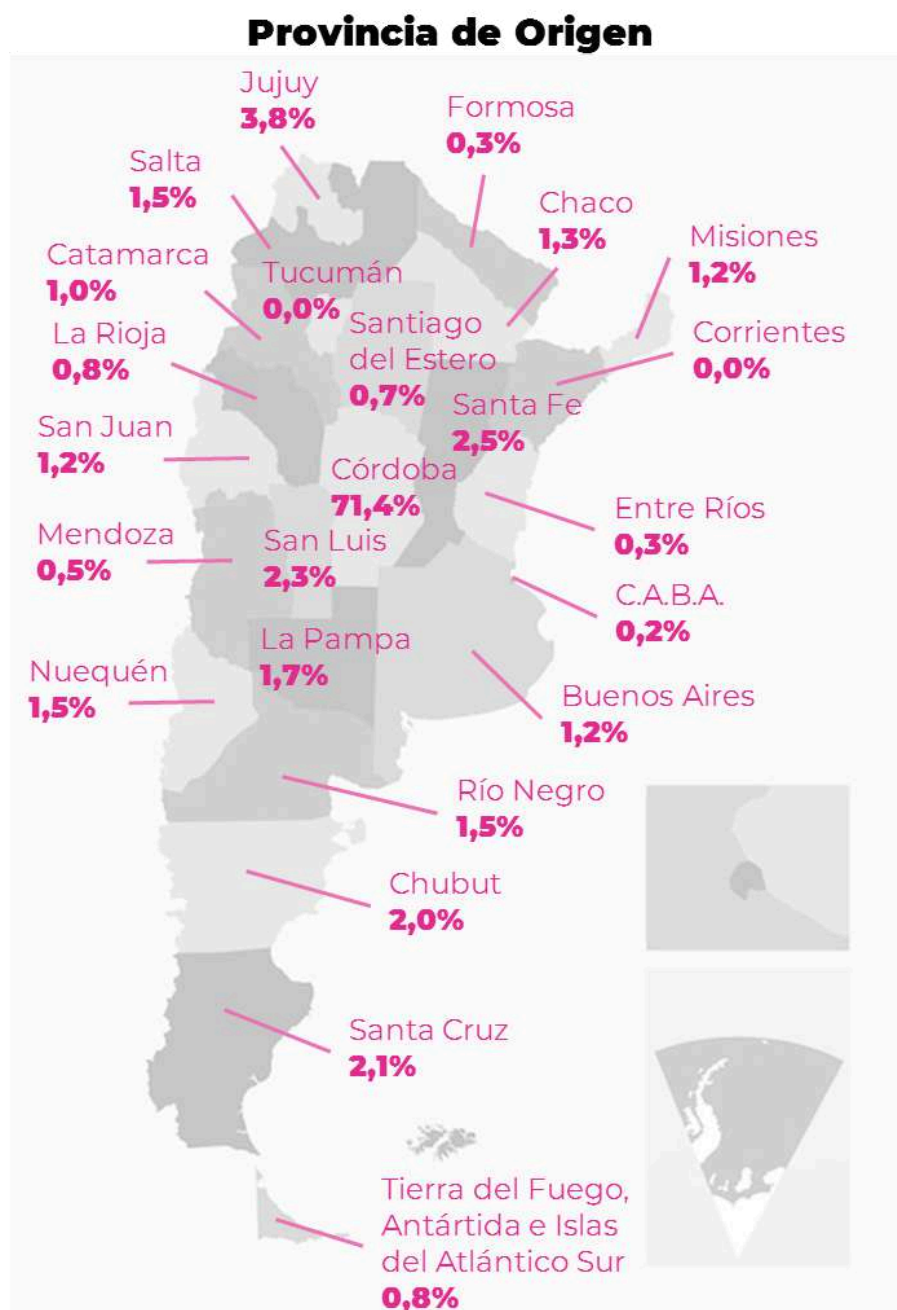 Provincia de Origen
Jujuy
3,8%
Formosa
0,3%
Salta
1,5%
Chaco
1,3%
Misiones
1,2%
Catamarca
1,0%
Tucumán
0,0%
La Rioja
0,8%
Santiago
del Estero
0,7%
Corrientes
0,0%
Santa Fe
2,5%
San Juan
1,2%
Córdoba
71,4%
Entre Ríos
0,3%
Mendoza
0,5%
San Luis
2,3%
C.A.B.A.
0,2%
La Pampa
1,7%
Nuequén
1,5%
Buenos Aires
1,2%
Río Negro
1,5%
Chubut
2,0%
Santa Cruz
2,1%
Tierra del Fuego,
Antártida e Islas
del Atlántico Sur
0,8%